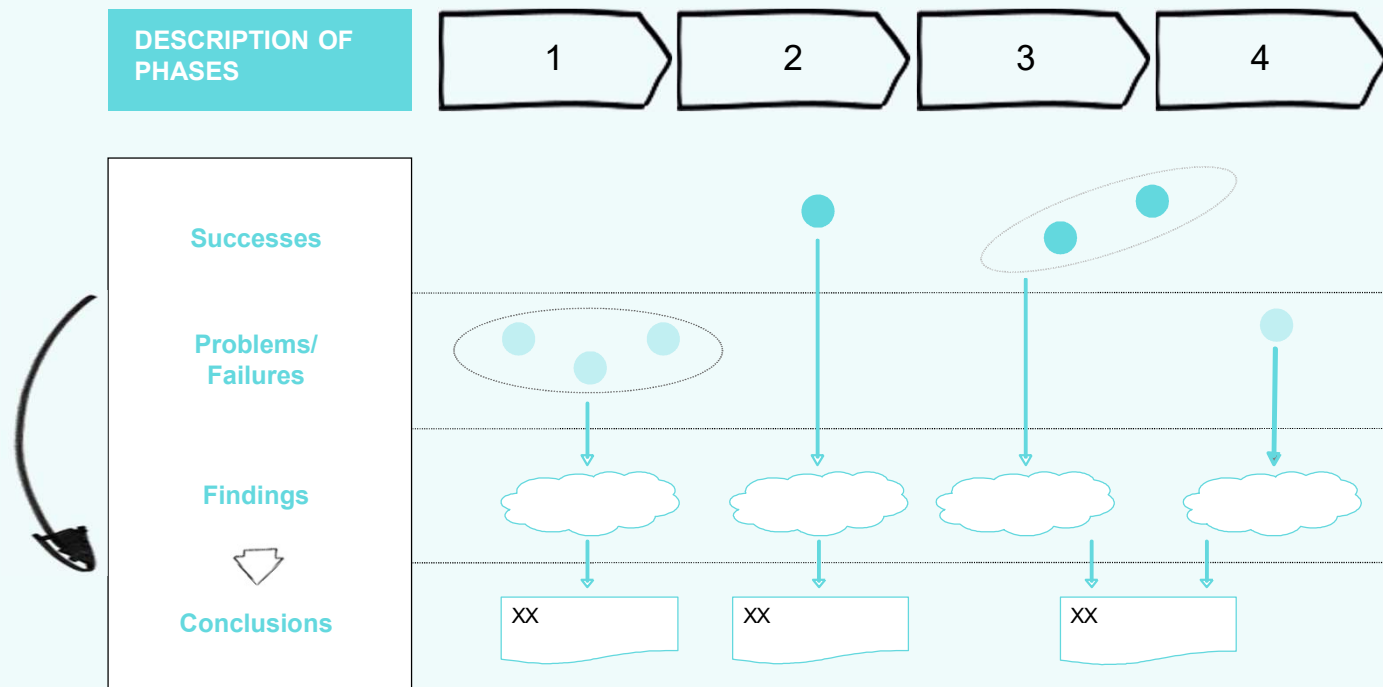 DESCRIPTION OF
PHASES
1
2
3
4
Successes
Problems/
Failures
Findings
Conclusions
XX
XX
XX